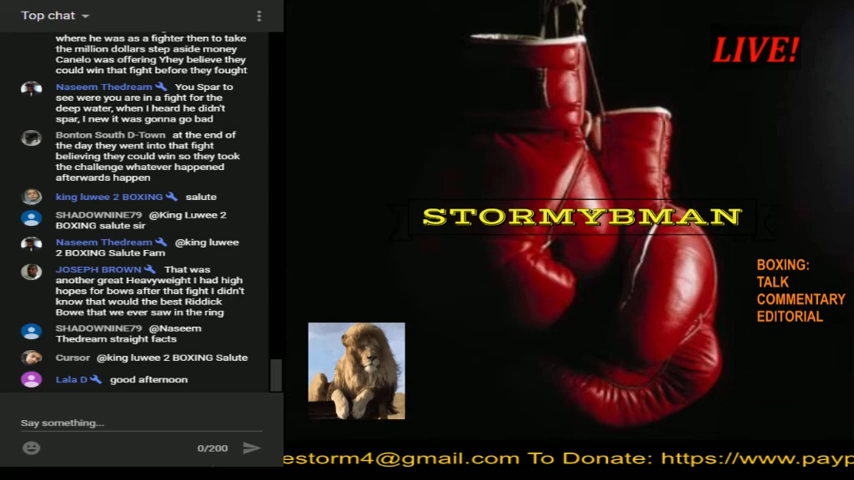 Top chat
where he was as a fighter then to take
the million dollars step aside money
Canelo was offering Yhey believe they
could win that fight before they fought
Naseem Thedream You Spar to
see were you are in a fight for the
deep water, when I heard he didn't
spar, I new it was gonna go bad
Bonton South D-Town at the end of
the day they went into that fight
believing they could win so they took
the challenge whatever happened
afterwards happen
king luwee 2 BOXING salute
SHADOWNINE79 @King Luwee 2
BOXING salute sir
Naseem Thedream @king luwee
2 BOXING Salute Fam
JOSEPH BROWN That was
another great Heavyweight I had high
hopes for bows after that fight I didn't
know that would the best Riddick
Bowe that we ever saw in the ring
SHADOWNINE79 @Naseem
Thedream straight facts
Cursor @king luwee 2 BOXING Salute
Lala D good afternoon
Say something...
0/200
LIVE!
STORMYBMAN
BOXING:
TALK
COMMENTARY
EDITORIAL
estorm4@gmail.com To Donate: https://www.payp